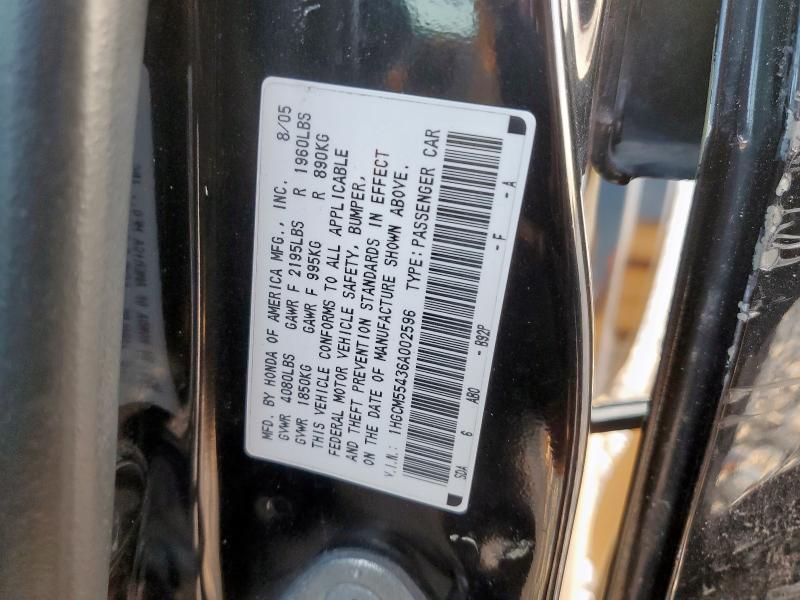 MFD. BY HONDA OF AMERICA MFG., INC. 8/05
GVWR 4080LBS GAWR F 2195LBS R 1960LBS
GVWR 1850KG GAWR F 995KG R 890KG
THIS VEHICLE CONFORMS TO ALL APPLICABLE
FEDERAL MOTOR VEHICLE SAFETY, BUMPER,
AND THEFT PREVENTION STANDARDS IN EFFECT
ON THE DATE OF MANUFACTURE SHOWN ABOVE.
V.I.N.: 1HGCM55436A002596 TYPE: PASSENGER CAR
SDA 6 AB0 - B92P - F - A